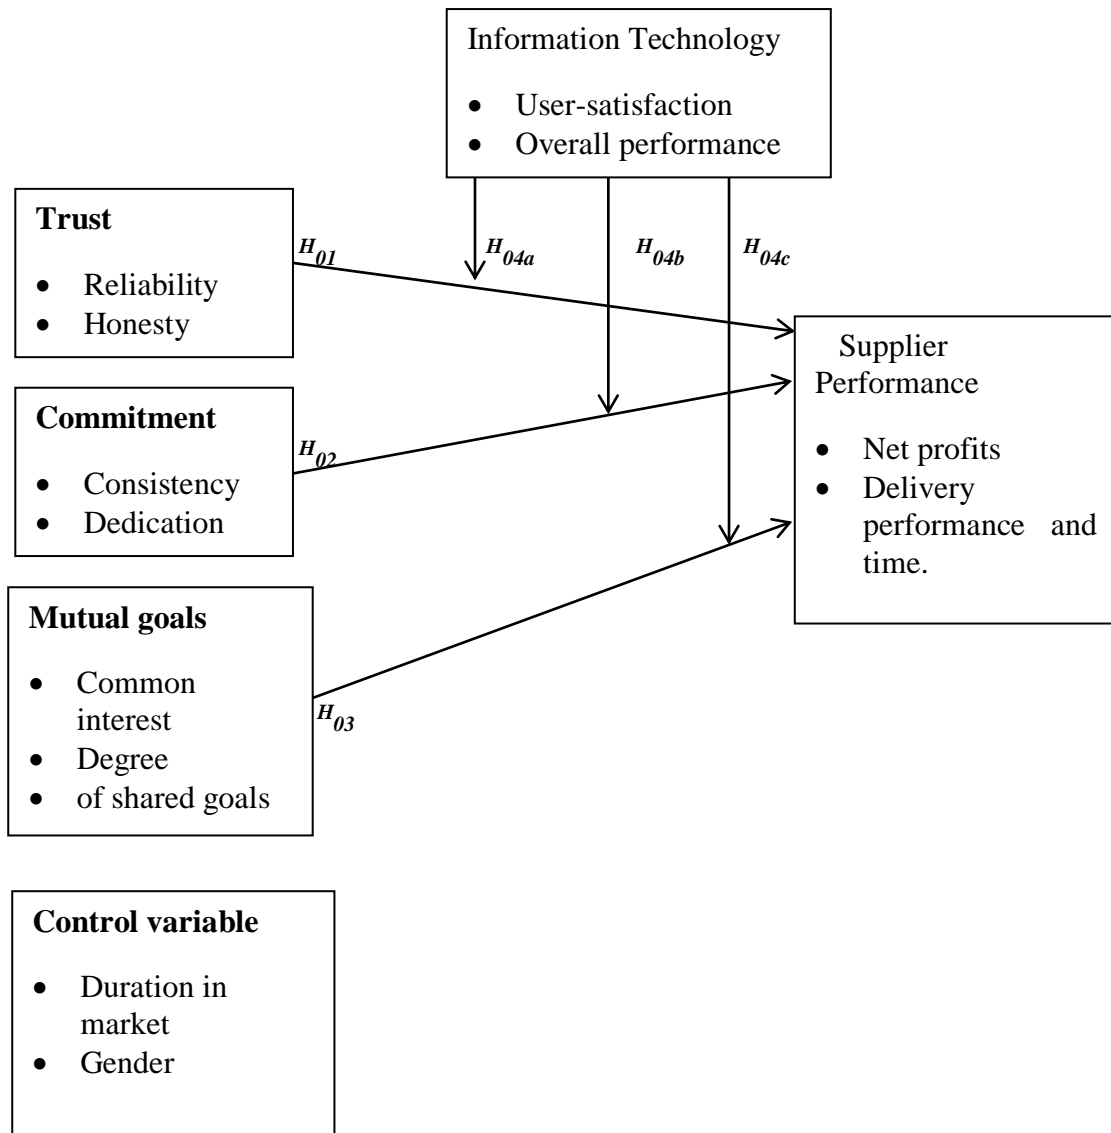 Information Technology
• User-satisfaction
• Overall performance
Trust
• Reliability
• Honesty
H01
H04a
H04b
H04c
Supplier
Performance
• Net profits
• Delivery
performance and
time.
Commitment
• Consistency
• Dedication
H02
Mutual goals
• Common
interest
• Degree
• of shared goals
H03
Control variable
• Duration in
market
• Gender